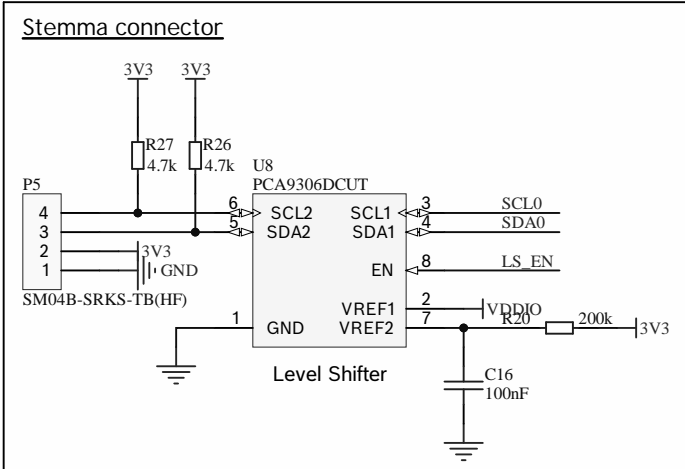 Stemma connector
3V3 3V3
R27 R26
4.7k 4.7k
U8
PCA9306DCUT
P5
4 6 SCL2 SCL1 3 SCL0
3 5 SDA2 SDA1 4 SDA0
2 3V3
1 GND EN 8 LS_EN
SM04B-SRKS-TB(HF)
VREF1 2 VDDIO
1 GND VREF2 7 R20 200k 3V3
Level Shifter
C16
100nF